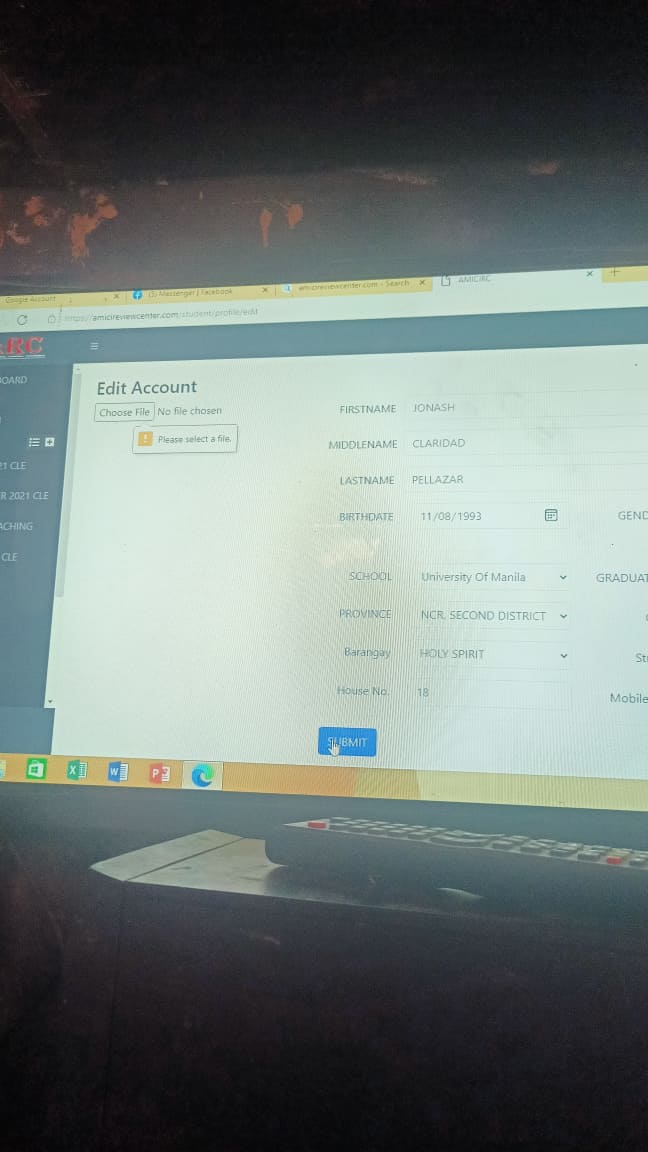 Google Account
(3) Messenger | Facebook
amicireviewcenter.com - Search
AMICIRC
https://amicireviewcenter.com/student/profile/edit
RC
BOARD
21 CLE
R 2021 CLE
ACHING
CLE
Edit Account
Choose File No file chosen
! Please select a file.
FIRSTNAME JONASH
MIDDLENAME CLARIDAD
LASTNAME PELLAZAR
BIRTHDATE 11/08/1993 GEND
SCHOOL University Of Manila GRADUAT
PROVINCE NCR, SECOND DISTRICT
Barangay HOLY SPIRIT St
House No. 18 Mobile
SUBMIT